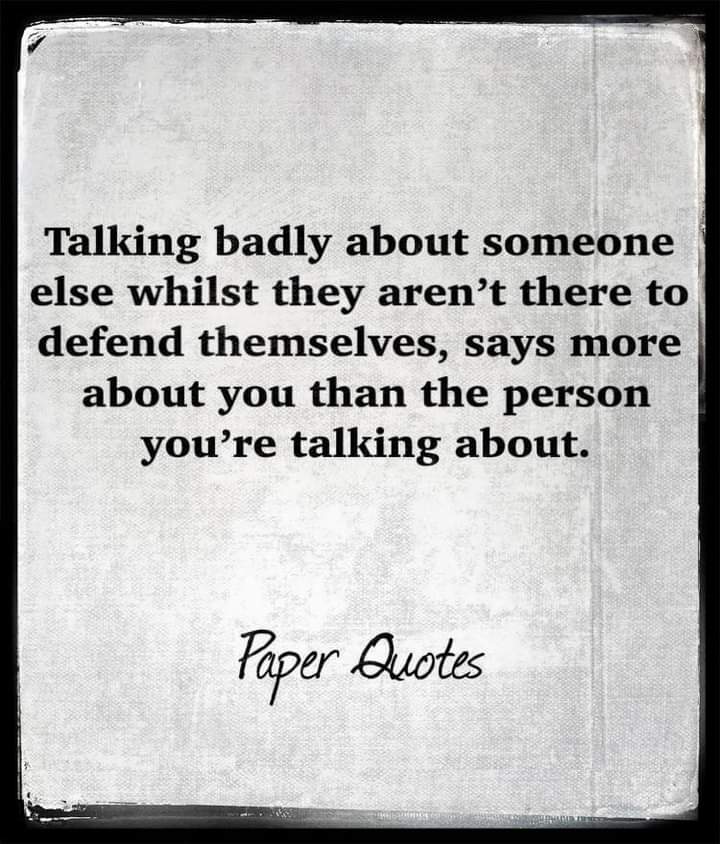 Talking badly about someone
else whilst they aren’t there to
defend themselves, says more
about you than the person
you’re talking about.
Paper Quotes